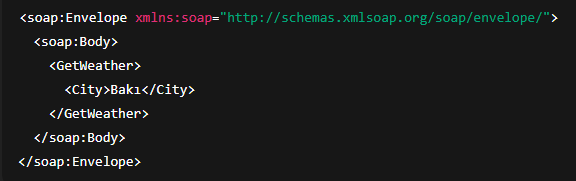 <soap:Envelope xmlns:soap="http://schemas.xmlsoap.org/soap/envelope/">
  <soap:Body>
    <GetWeather>
      <City>Bakı</City>
    </GetWeather>
  </soap:Body>
</soap:Envelope>